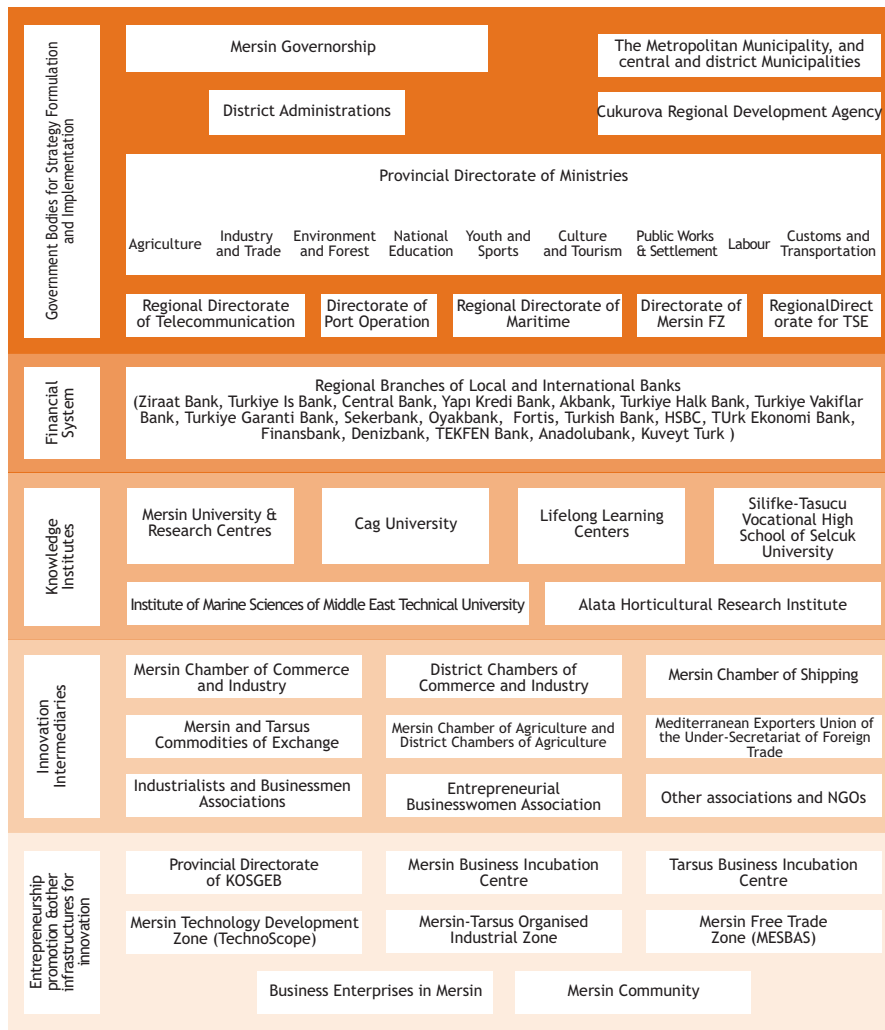 Government Bodies for Strategy Formulation
and Implementation
Mersin Governorship
The Metropolitan Municipality, and
central and district Municipalities
District Administrations
Cukurova Regional Development Agency
Provincial Directorate of Ministries
Agriculture
Industry
and Trade
Environment
and Forest
National
Education
Youth and
Sports
Culture
and Tourism
Public Works
& Settlement
Labour
Customs and
Transportation
Regional Directorate
of Telecommunication
Directorate of
Port Operation
Regional Directorate of
Maritime
Directorate of
Mersin FZ
RegionalDirect
orate for TSE
Financial
System
Regional Branches of Local and International Banks
(Ziraat Bank, Turkiye Is Bank, Central Bank, Yapı Kredi Bank, Akbank, Turkiye Halk Bank, Turkiye Vakiflar
Bank, Turkiye Garanti Bank, Sekerbank, Oyakbank, Fortis, Turkish Bank, HSBC, TUrk Ekonomi Bank,
Finansbank, Denizbank, TEKFEN Bank, Anadolubank, Kuveyt Turk )
Knowledge
Institutes
Mersin University &
Research Centres
Cag University
Lifelong Learning
Centers
Silifke-Tasucu
Vocational High
School of Selcuk
University
Institute of Marine Sciences of Middle East Technical University
Alata Horticultural Research Institute
Innovation
Intermediaries
Mersin Chamber of Commerce
and Industry
District Chambers of
Commerce and Industry
Mersin Chamber of Shipping
Mersin and Tarsus
Commodities of Exchange
Mersin Chamber of Agriculture and
District Chambers of Agriculture
Mediterranean Exporters Union of
the Under-Secretariat of Foreign
Trade
Industrialists and Businessmen
Associations
Entrepreneurial
Businesswomen Association
Other associations and NGOs
Entrepreneurship
promotion &other
infrastructures for
innovation
Provincial Directorate
of KOSGEB
Mersin Business Incubation
Centre
Tarsus Business Incubation
Centre
Mersin Technology Development
Zone (TechnoScope)
Mersin-Tarsus Organised
Industrial Zone
Mersin Free Trade
Zone (MESBAS)
Business Enterprises in Mersin
Mersin Community